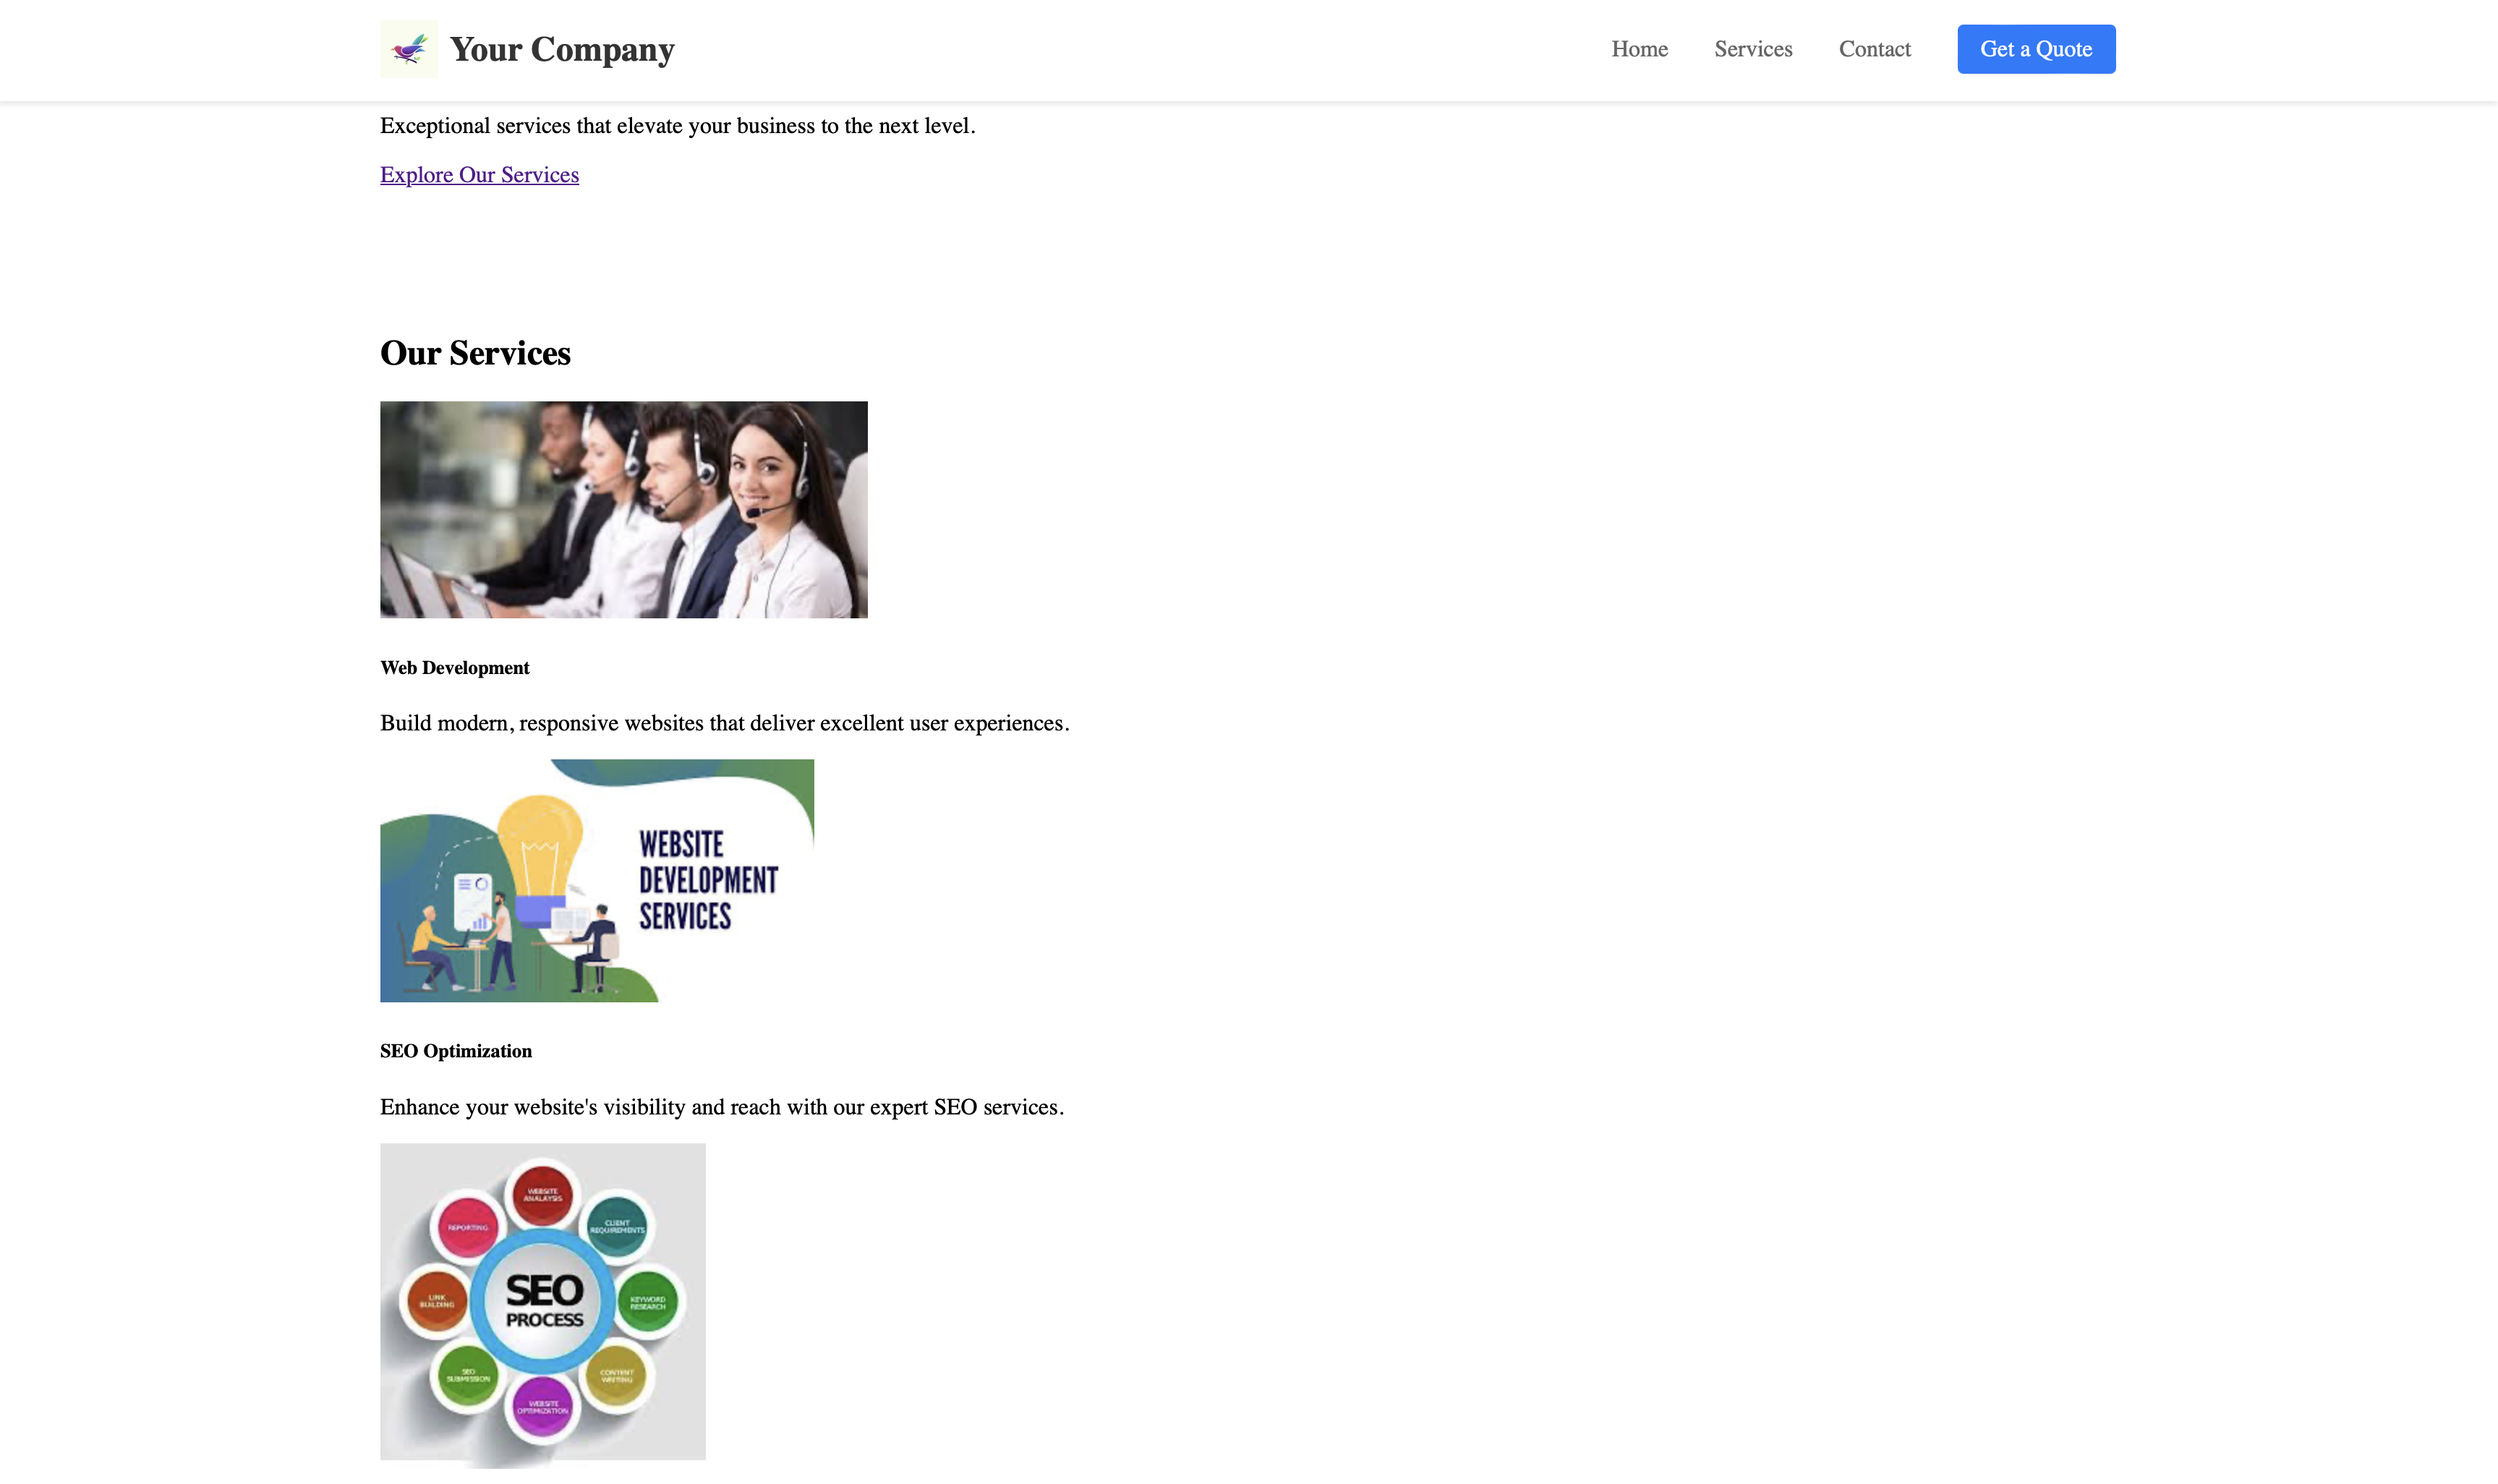 Your Company
Home
Services
Contact
Get a Quote
Exceptional services that elevate your business to the next level.
Explore Our Services
Our Services
Web Development
Build modern, responsive websites that deliver excellent user experiences.
WEBSITE
DEVELOPMENT
SERVICES
SEO Optimization
Enhance your website's visibility and reach with our expert SEO services.
WEBSITE
ANALAYSIS
REPORTING
CLIENT
REQUIREMENTS
SEO
PROCESS
LINK
BUILDING
KEYWORD
RESEARCH
SEO
SUBMISSION
CONTENT
WRITING
WEBSITE
OPTIMIZATION